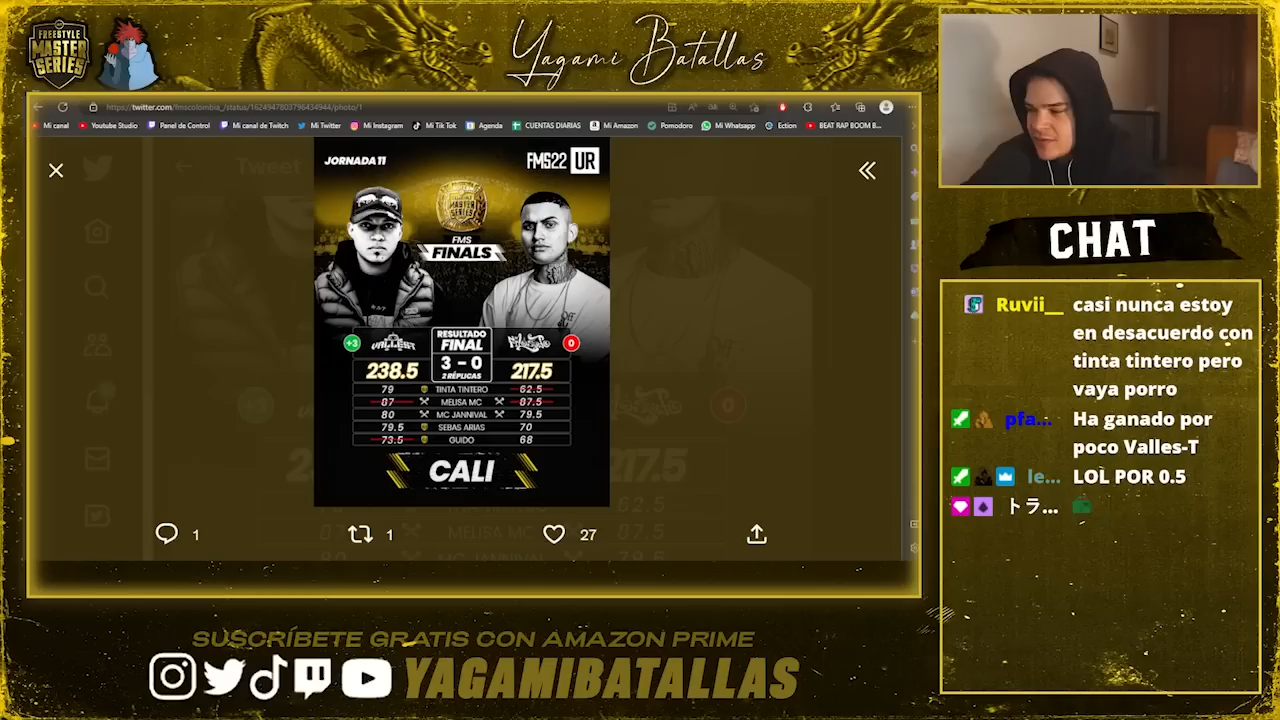 FREESTYLE
MASTER
SERIES
Yagami Batallas
https://twitter.com/fmscolombia_/status/1624947803796434944/photo/1
Mi canal
Youtube Studio
Panel de Control
Mi canal de Twitch
Mi Twitter
Mi Instagram
Mi Tik Tok
Agenda
CUENTAS DIARIAS
Mi Amazon
Pomodoro
Mi Whatsapp
Ection
BEAT RAP BOOM B...
Tweet
JORNADA 11
FMS22 UR
MASTER
SERIES
FMS
FINALS
+3 VALLES-T
RESULTADO
FINAL
3 - 0
2 RÉPLICAS
0
238.5
217.5
79 TINTA TINTERO 62.5
87 MELISA MC 87.5
80 MC JANNIVAL 79.5
79.5 SEBAS ARIAS 70
73.5 GUIDO 68
CALI
1
1
27
CHAT
Ruvii__ casi nunca estoy
en desacuerdo con
tinta tintero pero
vaya porro
pfa... Ha ganado por
poco Valles-T
le... LOL POR 0.5
トラ...
SUSCRÍBETE GRATIS CON AMAZON PRIME
YAGAMIBATALLAS